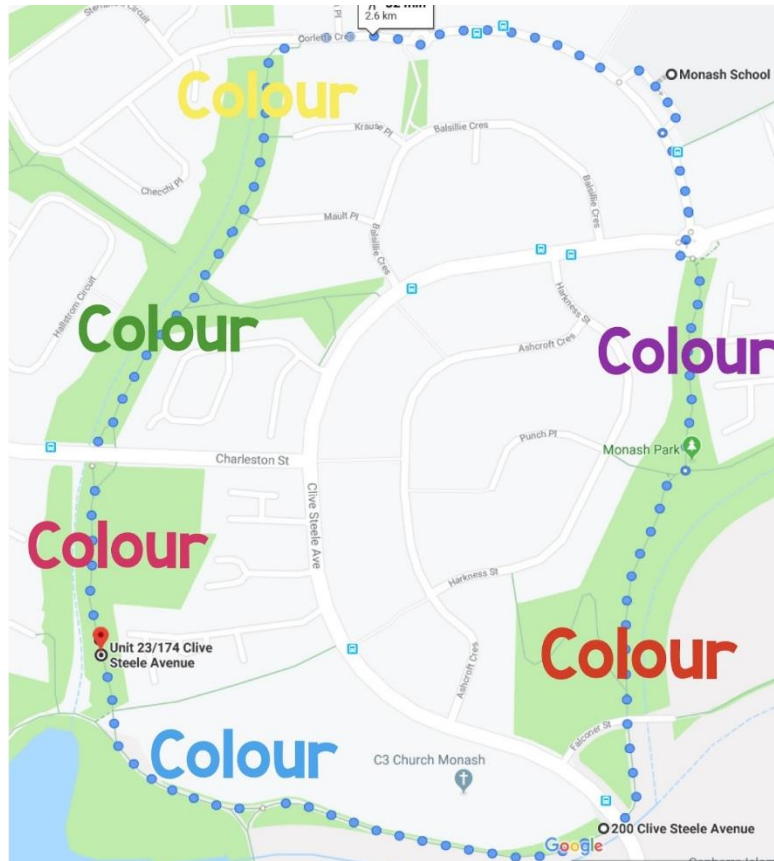 2.6 km
Corlette Cres
Monash School
Colour
Krause Pl
Balsillie Cres
Checchi Pl
Mault Pl
Balsillie Cres
Balsillie Cres
Hallstrom Circuit
Harkness St
Colour
Ashcroft Cres
Colour
Punch Pl
Monash Park
Charleston St
Clive Steele Ave
Colour
Harkness St
Unit 23/174 Clive
Steele Avenue
Colour
Ashcroft Cres
Falconer St
Colour
C3 Church Monash
200 Clive Steele Avenue
Google